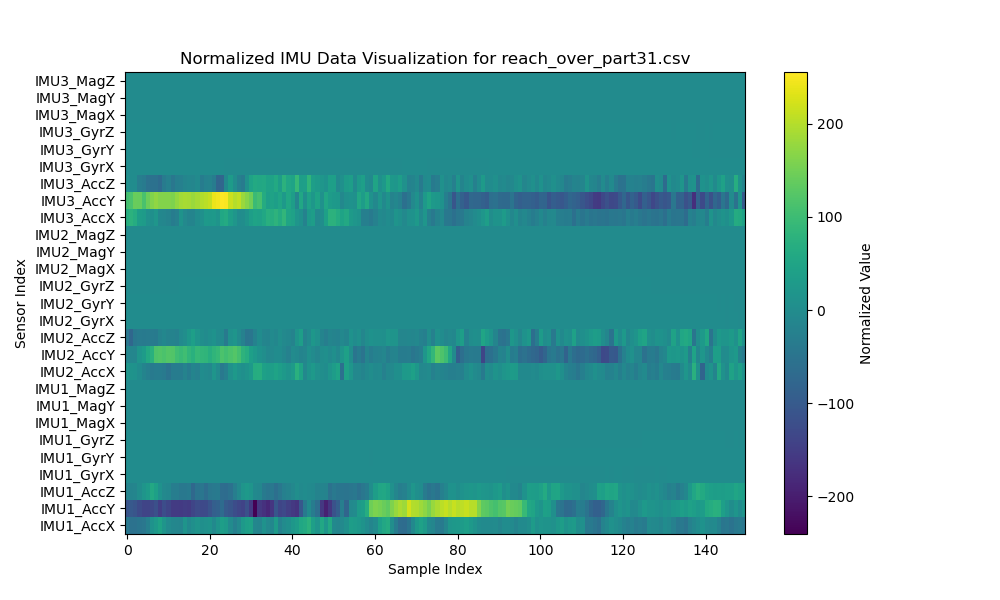 Normalized IMU Data Visualization for reach_over_part31.csv
IMU3_MagZ
IMU3_MagY
IMU3_MagX
IMU3_GyrZ
IMU3_GyrY
IMU3_GyrX
IMU3_AccZ
IMU3_AccY
IMU3_AccX
IMU2_MagZ
IMU2_MagY
IMU2_MagX
IMU2_GyrZ
IMU2_GyrY
IMU2_GyrX
IMU2_AccZ
IMU2_AccY
IMU2_AccX
IMU1_MagZ
IMU1_MagY
IMU1_MagX
IMU1_GyrZ
IMU1_GyrY
IMU1_GyrX
IMU1_AccZ
IMU1_AccY
IMU1_AccX
Sensor Index
0 20 40 60 80 100 120 140
Sample Index
200
100
0
−100
−200
Normalized Value